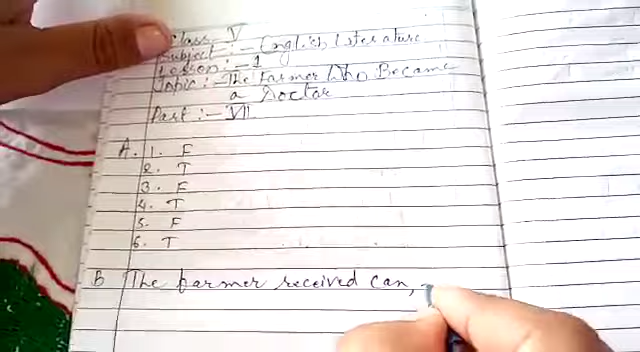 Class - V
Subject :- English Literature
Lesson :- 1
Topic :- The Farmer Who Became
a Doctor
Part :- VII
A. 1. F
2. T
3. F
4. T
5. F
6. T
B The farmer received can,